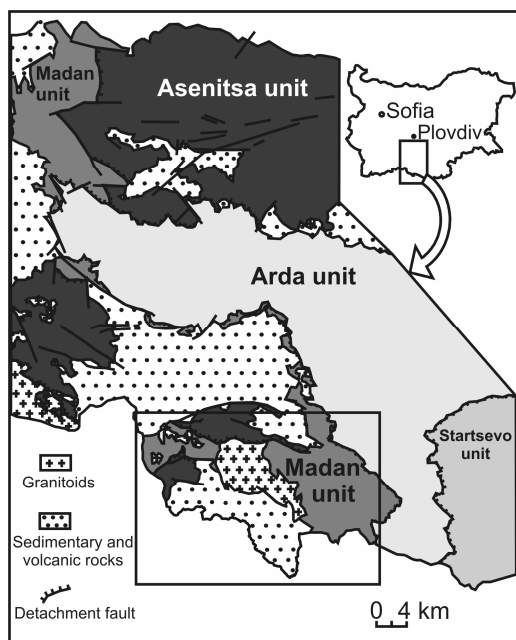 Madan
unit
Asenitsa unit
Sofia
Plovdiv
Arda unit
Startsevo
unit
Madan
unit
Granitoids
Sedimentary and
volcanic rocks
Detachment fault
0 4 km